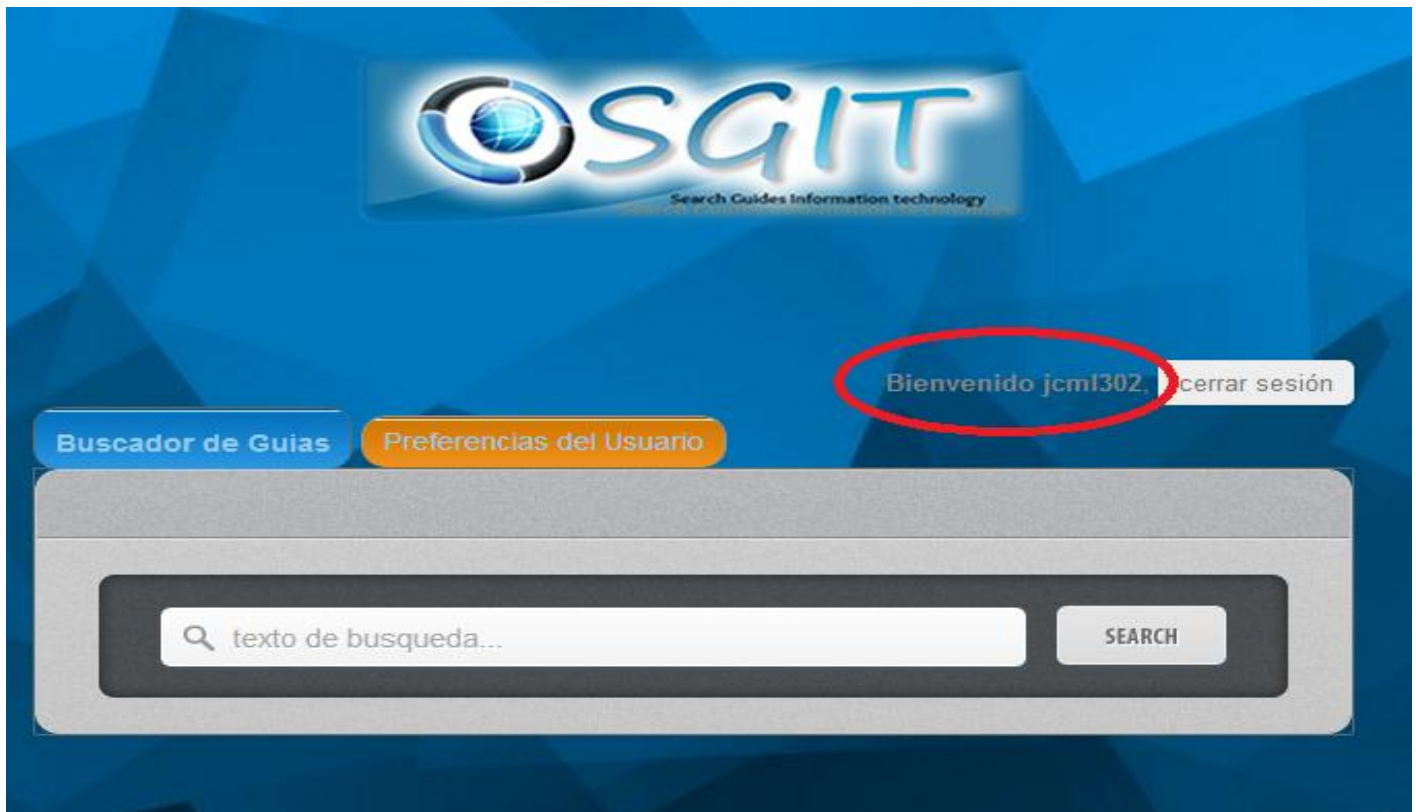 SGIT
Search Guides Information technology
Bienvenido jcml302, cerrar sesión
Buscador de Guias Preferencias del Usuario
texto de busqueda...  SEARCH